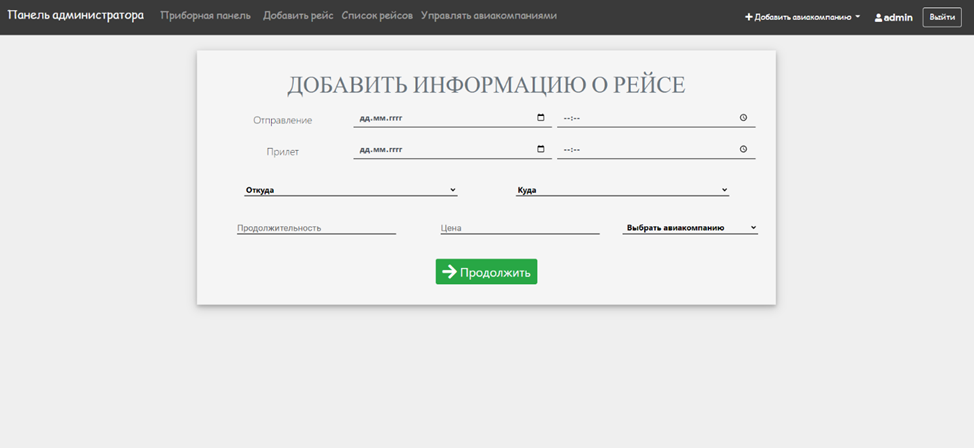 Панель администратора Приборная панель Добавить рейс Список рейсов Управлять авиакомпаниями Добавить авиакомпанию admin Выйти
ДОБАВИТЬ ИНФОРМАЦИЮ О РЕЙСЕ
Отправление дд.мм.гггг --:--
Прилет дд.мм.гггг --:--
Откуда Куда
Продолжительность Цена Выбрать авиакомпанию
Продолжить